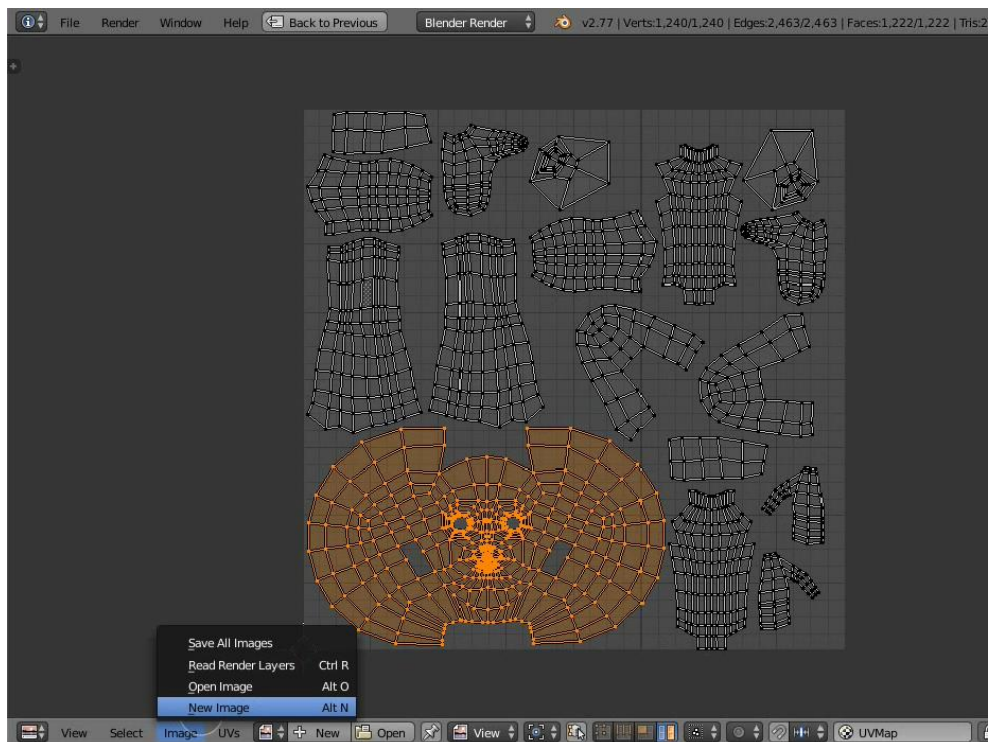 File Render Window Help Back to Previous Blender Render v2.77 | Verts:1,240/1,240 | Edges:2,463/2,463 | Faces:1,222/1,222 | Tris:2
Save All Images
Read Render Layers Ctrl R
Open Image Alt O
New Image Alt N
View Select Image UVs New Open View UVMap